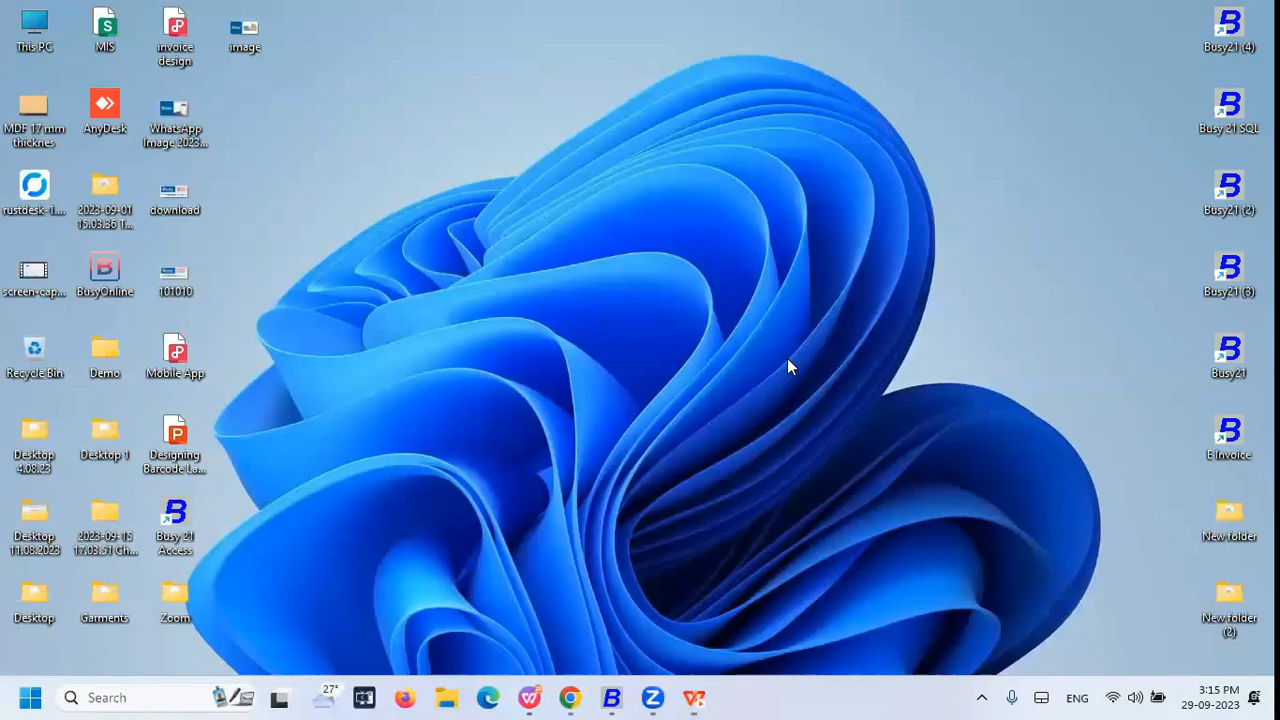 This PC
MIS
invoice
design
image
MDF 17 mm
thicknes
AnyDesk
WhatsApp
Image 2023...
rustdesk-1....
2023-09-01
15.03.36 T...
download
screen-cap...
BusyOnline
101010
Recycle Bin
Demo
Mobile App
Desktop
4.08.23
Desktop 1
Designing
Barcode La...
Desktop
11.08.2023
2023-09-15
17.03.51 Ch...
Busy 21
Access
Desktop
Garments
Zoom
Busy21 (4)
Busy 21 SQL
Busy21 (2)
Busy21 (3)
Busy21
E Invoice
New folder
New folder
(2)
Search
27°
ENG
3:15 PM
29-09-2023